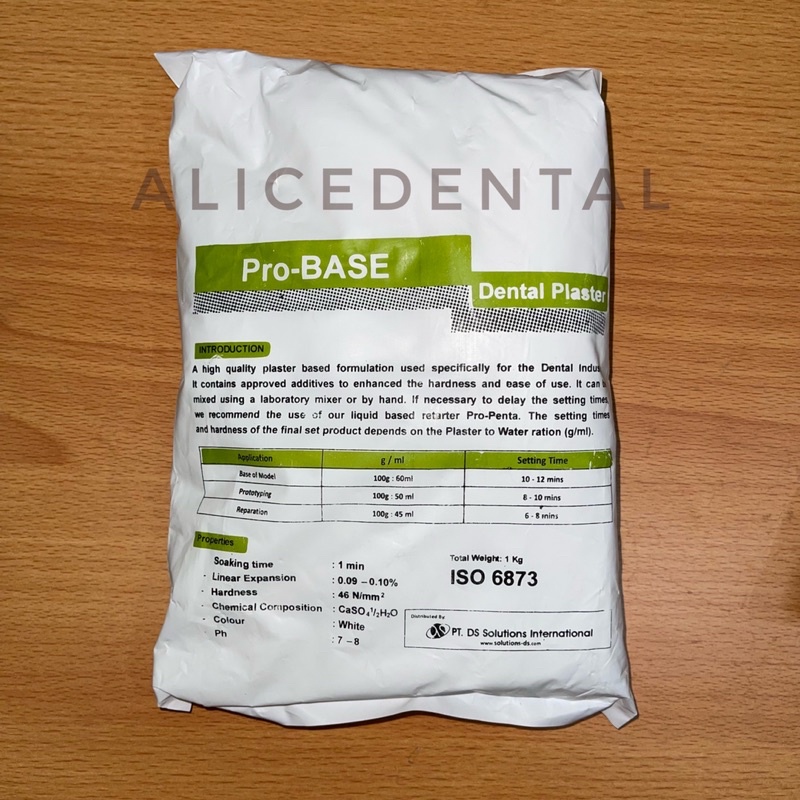 ALICEDENTAL
Pro-BASE
Dental Plaster
INTRODUCTION
A high quality plaster based formulation used specifically for the Dental Indus
It contains approved additives to enhanced the hardness and ease of use. It can
mixed using a laboratory mixer or by hand. If necessary to delay the setting times,
we recommend the use of our liquid based retarter Pro-Penta. The setting times
and hardness of the final set product depends on the Plaster to Water ration (g/ml).
Application g / ml Setting Time
Base of Model 100g : 60ml 10 - 12 mins
Prototyping 100g : 50 ml 8 - 10 mins
Reparation 100g : 45 ml 6 - 8 mins
Properties
Soaking time : 1 min
· Linear Expansion : 0.09 – 0.10%
· Hardness : 46 N/mm²
· Chemical Composition : CaSO₄½H₂O
· Colour : White
Ph : 7 – 8
Total Weight: 1 Kg
ISO 6873
Distributed By
DS PT. DS Solutions International
www.solutions-ds.com